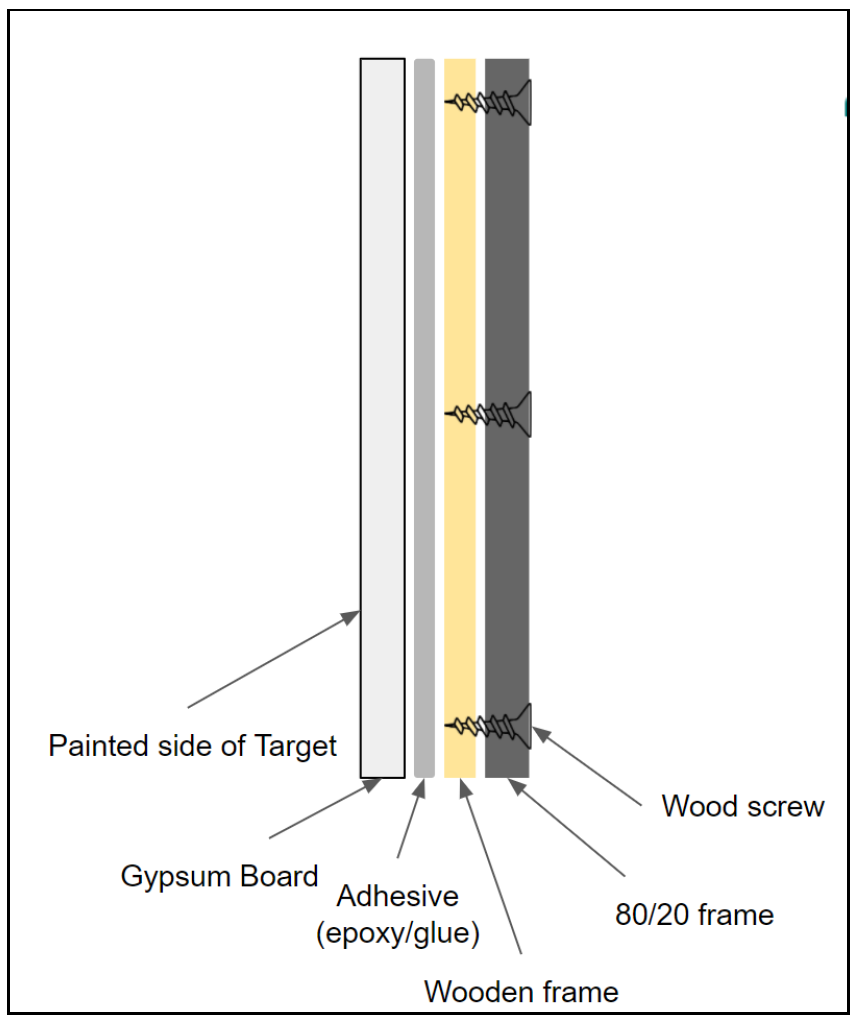 Painted side of Target
Wood screw
Gypsum Board
Adhesive
(epoxy/glue)
80/20 frame
Wooden frame